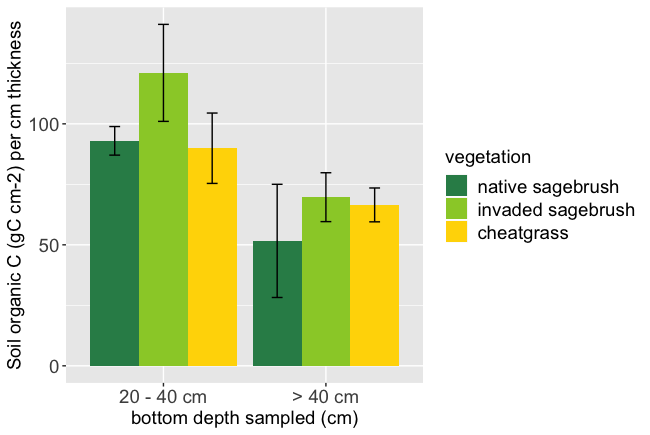 Soil organic C (gC cm-2) per cm thickness
100
50
0
20 - 40 cm
> 40 cm
bottom depth sampled (cm)
vegetation
native sagebrush
invaded sagebrush
cheatgrass